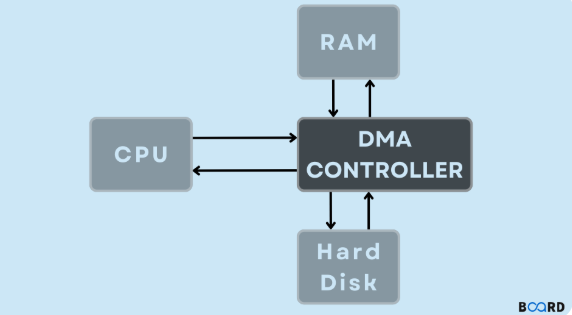 RAM
CPU
DMA
CONTROLLER
Hard
Disk
BOARD